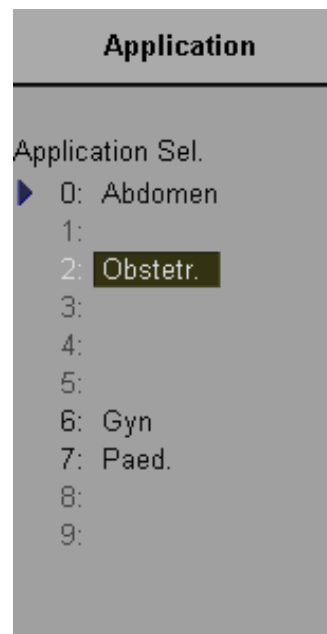 Application
Application Sel.
0: Abdomen
1:
2: Obstetr.
3:
4:
5:
6: Gyn
7: Paed.
8:
9: